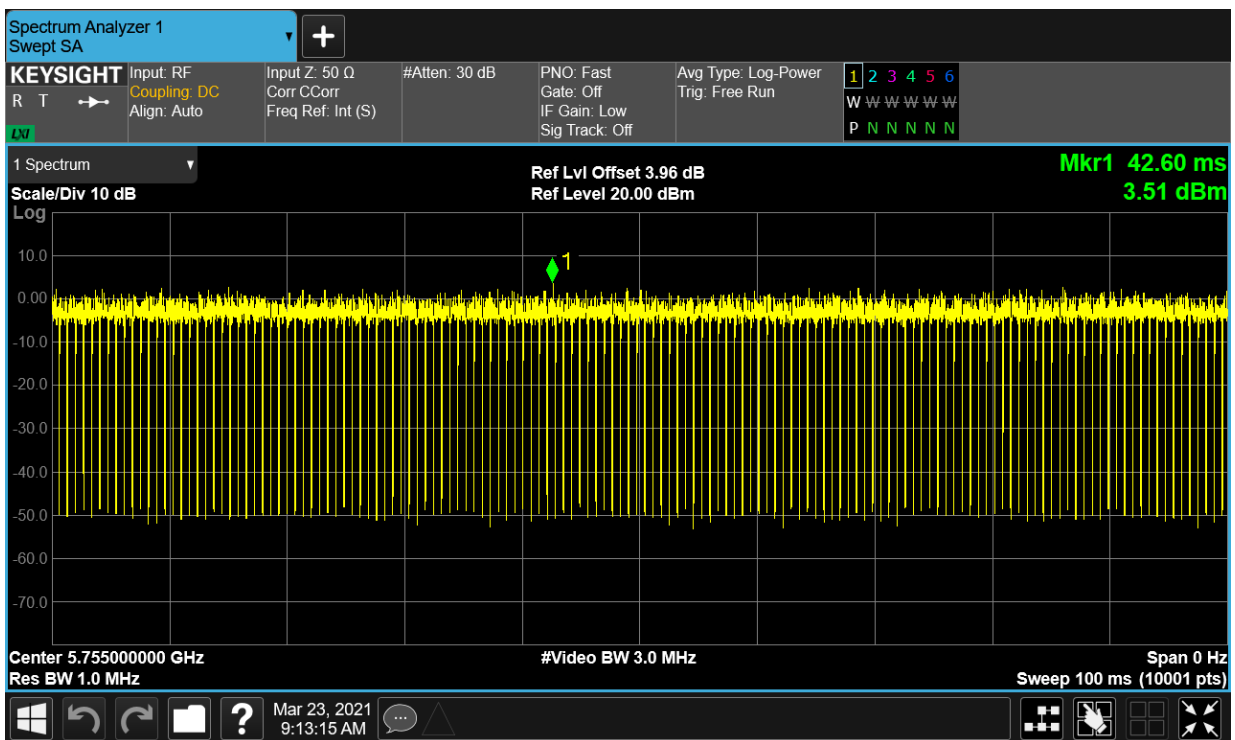 Spectrum Analyzer 1
Swept SA
+
KEYSIGHT
R T
LXI
Input: RF
Coupling: DC
Align: Auto
Input Z: 50 Ω
Corr CCorr
Freq Ref: Int (S)
#Atten: 30 dB
PNO: Fast
Gate: Off
IF Gain: Low
Sig Track: Off
Avg Type: Log-Power
Trig: Free Run
1 2 3 4 5 6
W W W W W W
P N N N N N
1 Spectrum
Scale/Div 10 dB
Log
Ref Lvl Offset 3.96 dB
Ref Level 20.00 dBm
Mkr1 42.60 ms
3.51 dBm
1
10.0
0.00
-10.0
-20.0
-30.0
-40.0
-50.0
-60.0
-70.0
Center 5.755000000 GHz
Res BW 1.0 MHz
#Video BW 3.0 MHz
Span 0 Hz
Sweep 100 ms (10001 pts)
?
Mar 23, 2021
9:13:15 AM